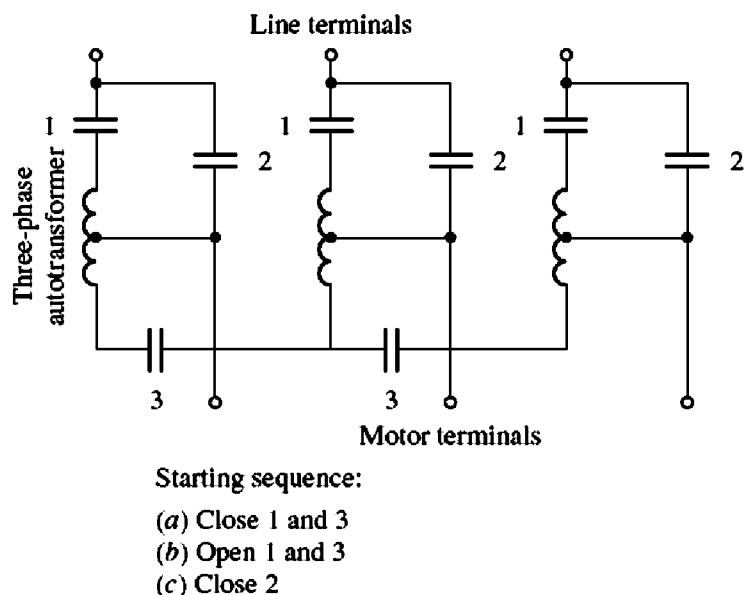 Line terminals
1
1
1
2
2
2
Three-phase
autotransformer
3
3
Motor terminals
Starting sequence:
(a) Close 1 and 3
(b) Open 1 and 3
(c) Close 2